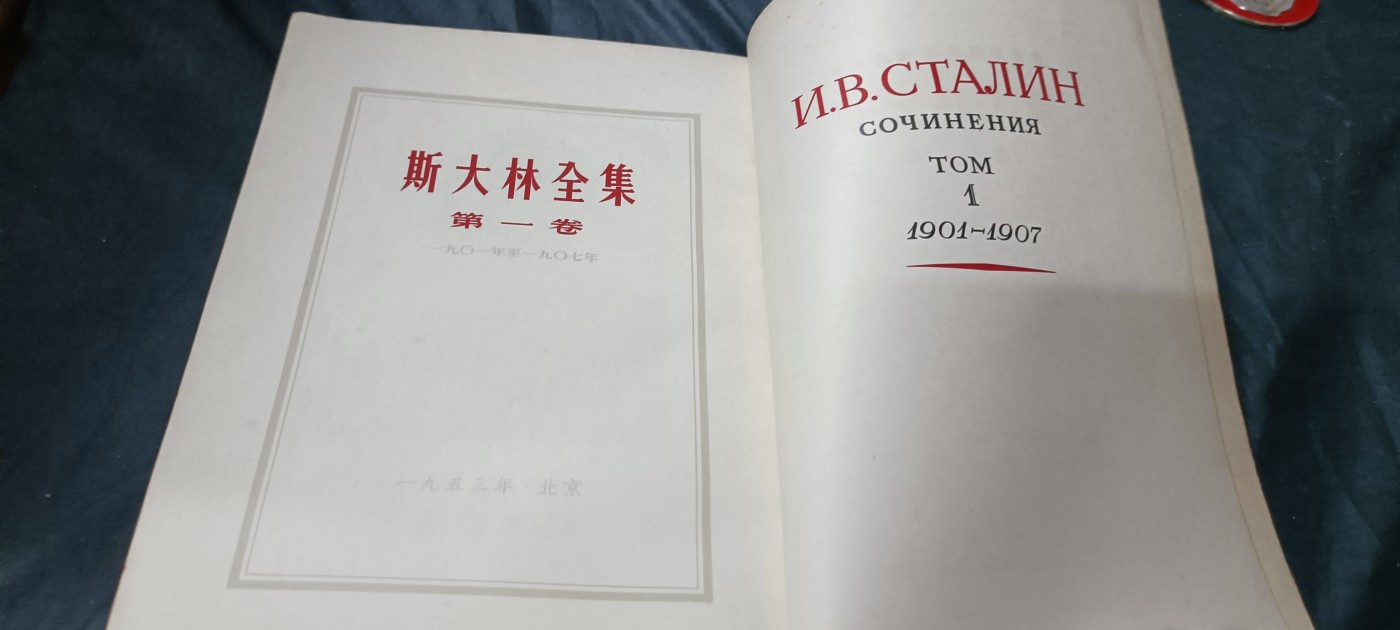 斯大林全集
第一卷
一九〇一年至一九〇七年
一九五三年·北京
И.В.СТАЛИН
СОЧИНЕНИЯ
ТОМ
1
1901-1907